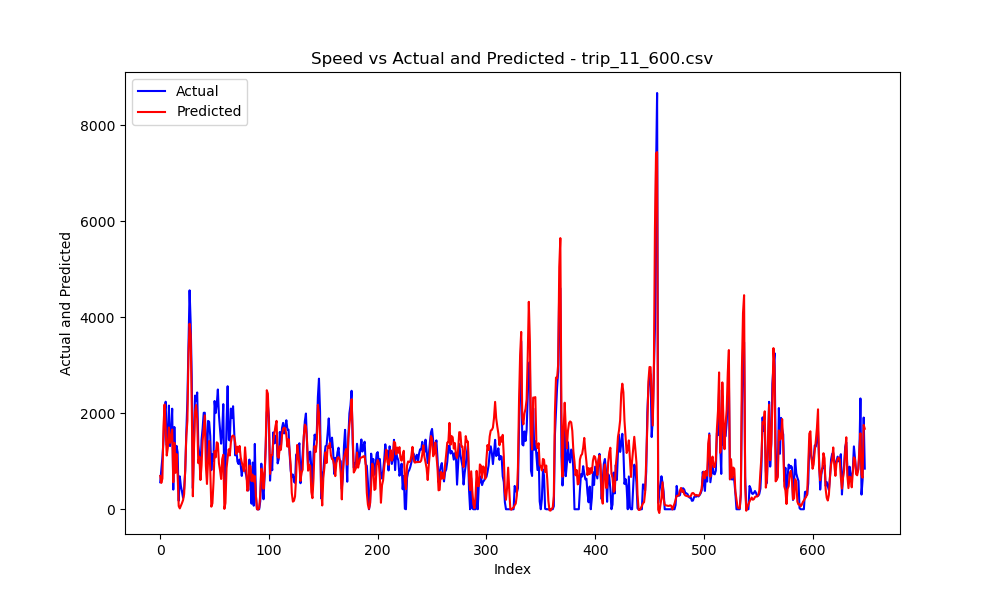 Speed vs Actual and Predicted - trip_11_600.csv
Actual
Predicted
8000
6000
4000
2000
0
Actual and Predicted
0 100 200 300 400 500 600
Index